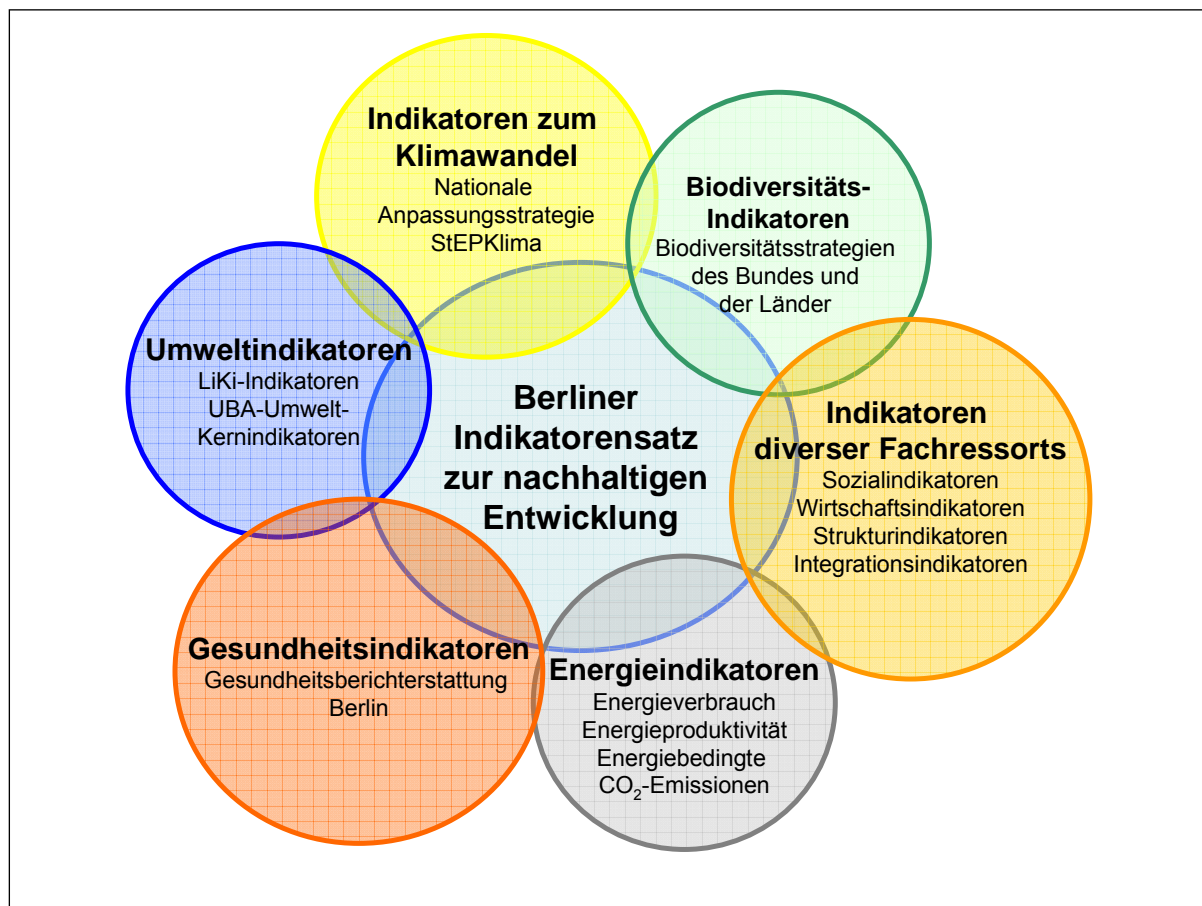 Indikatoren zum
Klimawandel
Nationale
Anpassungsstrategie
StEPKlima
Biodiversitäts-
Indikatoren
Biodiversitätsstrategien
des Bundes und
der Länder
Umweltindikatoren
LiKi-Indikatoren
UBA-Umwelt-
Kernindikatoren
Berliner
Indikatorensatz
zur nachhaltigen
Entwicklung
Indikatoren
diverser Fachressorts
Sozialindikatoren
Wirtschaftsindikatoren
Strukturindikatoren
Integrationsindikatoren
Gesundheitsindikatoren
Gesundheitsberichterstattung
Berlin
Energieindikatoren
Energieverbrauch
Energieproduktivität
Energiebedingte
CO₂-Emissionen